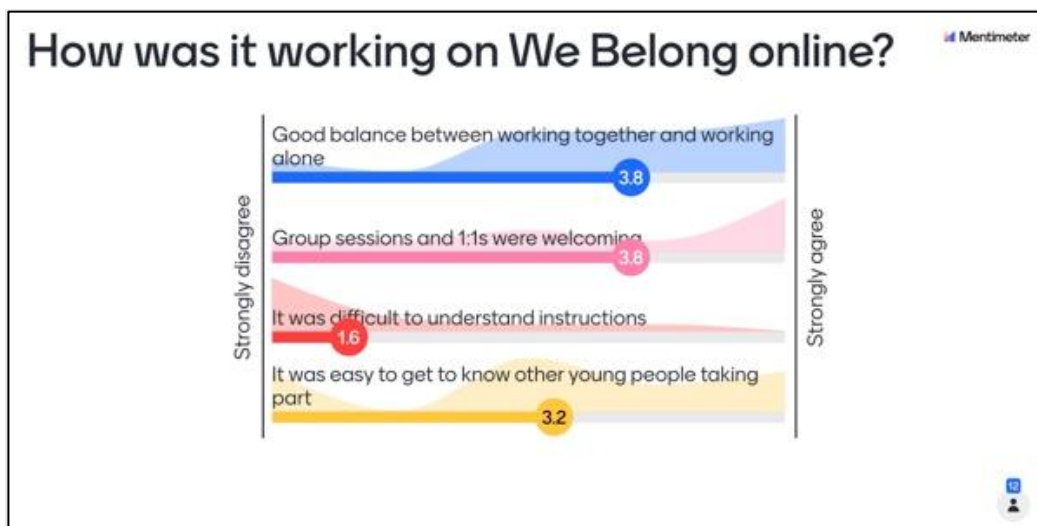 How was it working on We Belong online?
Mentimeter
Good balance between working together and working
alone
3.8
Group sessions and 1:1s were welcoming
3.8
It was difficult to understand instructions
1.6
It was easy to get to know other young people taking
part
3.2
Strongly disagree
Strongly agree
12